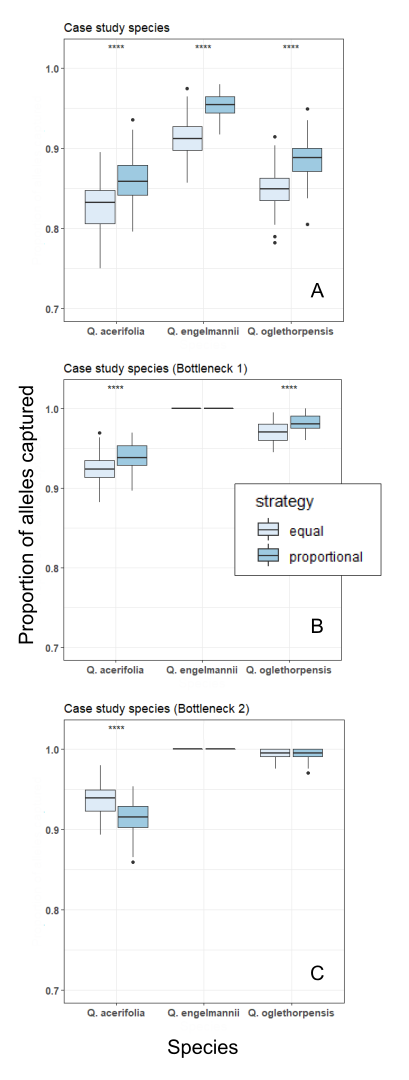 Case study species
**** **** ****
1.0
0.9
0.8
0.7
A
Q. acerifolia Q. engelmannii Q. oglethorpensis
Case study species (Bottleneck 1)
**** ****
1.0
0.9
0.8
0.7
strategy
equal
proportional
B
Q. acerifolia Q. engelmannii Q. oglethorpensis
Case study species (Bottleneck 2)
****
1.0
0.9
0.8
0.7
C
Q. acerifolia Q. engelmannii Q. oglethorpensis
Proportion of alleles captured
Species